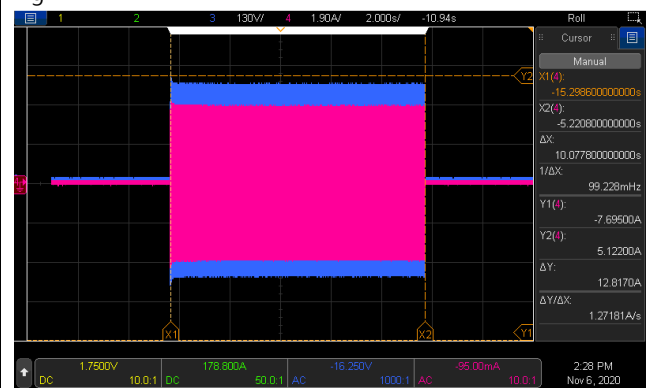 1 2 3 130V/ 4 1.90A/ 2.000s/ -10.94s Roll
Cursor
Manual
X1(4):
-15.298600000000s
X2(4):
-5.220800000000s
ΔX:
10.077800000000s
1/ΔX:
99.228mHz
Y1(4):
-7.69500A
Y2(4):
5.12200A
ΔY:
12.8170A
ΔY/ΔX:
1.27181A/s
Y2
X1 X2 Y1
1.7500V 178.800A -16.250V -95.00mA
DC 10.0:1 DC 50.0:1 AC 1000:1 AC 10.0:1
2:28 PM
Nov 6, 2020